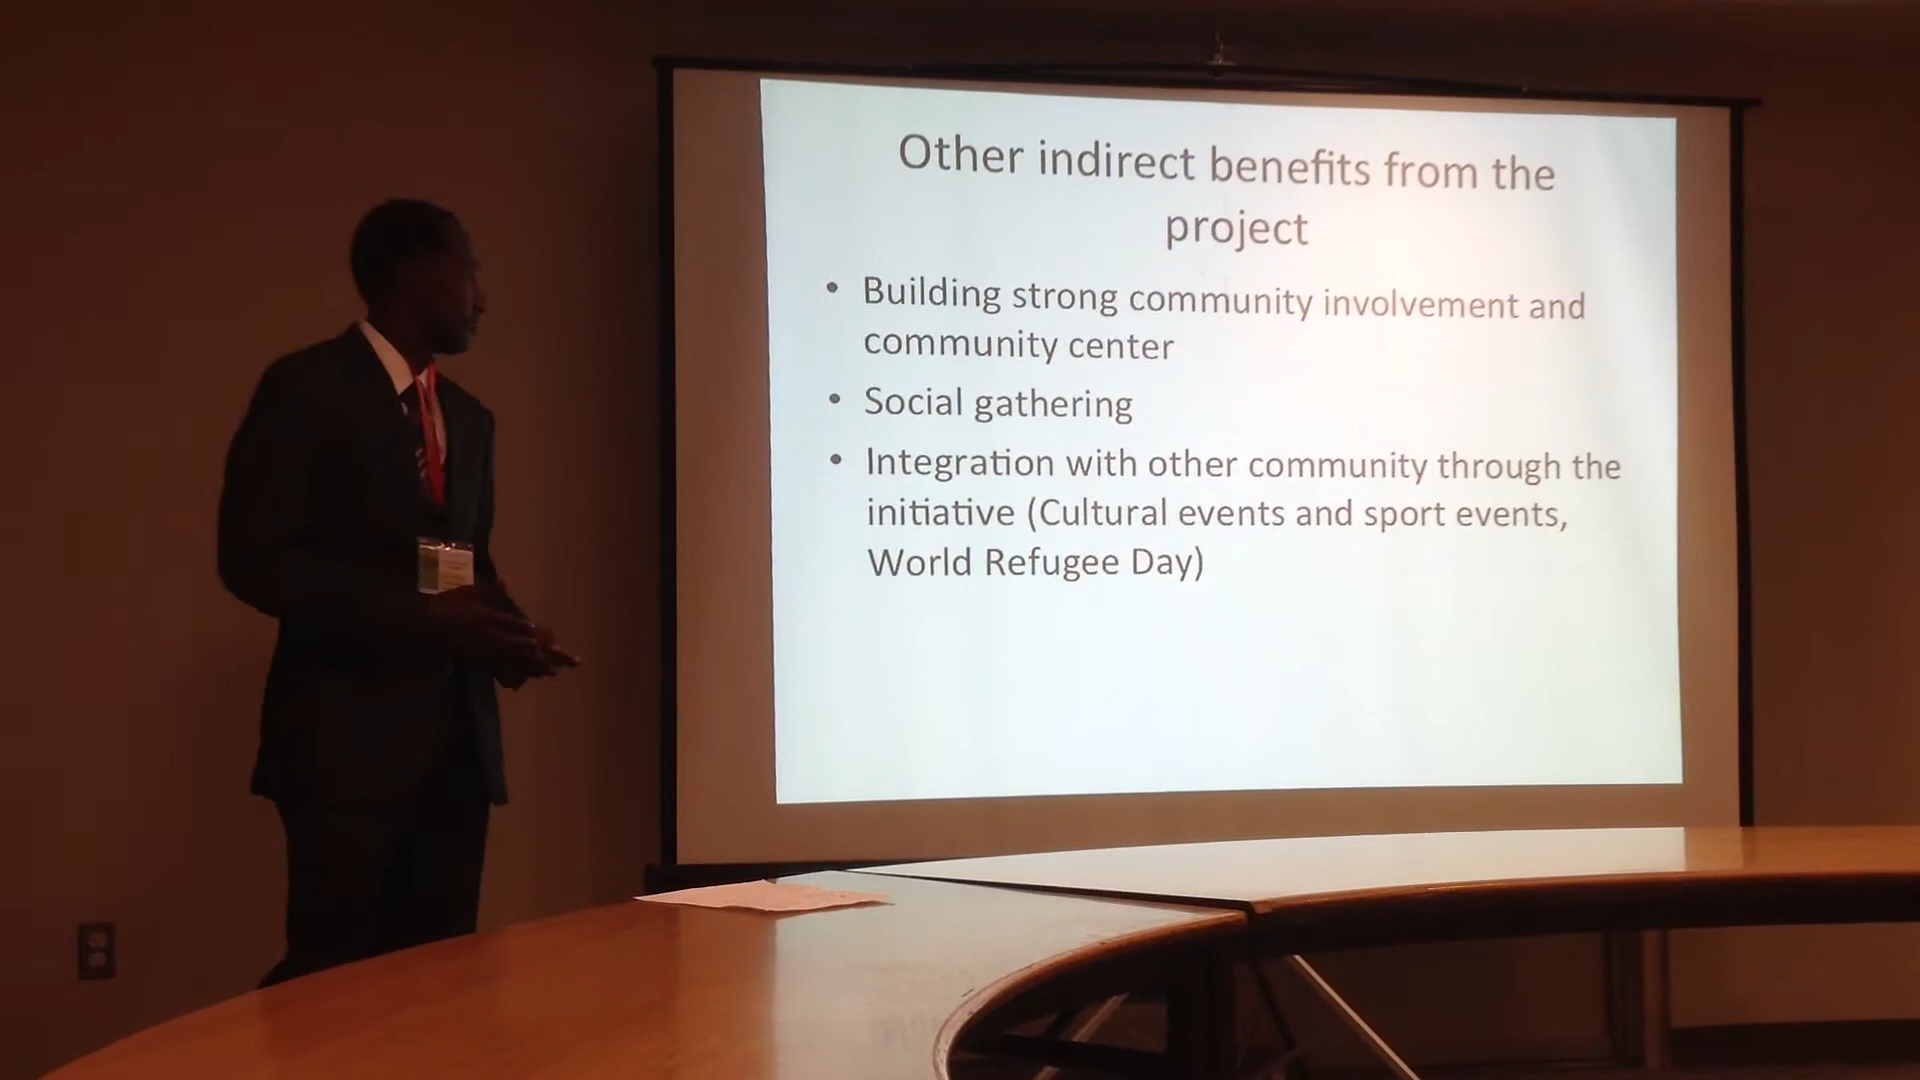 Other indirect benefits from the
project
• Building strong community involvement and
community center
• Social gathering
• Integration with other community through the
initiative (Cultural events and sport events,
World Refugee Day)